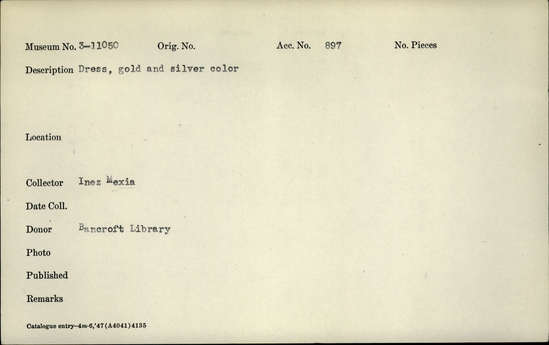 Museum No. 3-11050 Orig. No. Acc. No. 897 No. Pieces
Description Dress, gold and silver color
Location
Collector Inez Mexia
Date Coll.
Donor Bancroft Library
Photo
Published
Remarks
Catalogue entry-4m-6,'47(A4041)4135